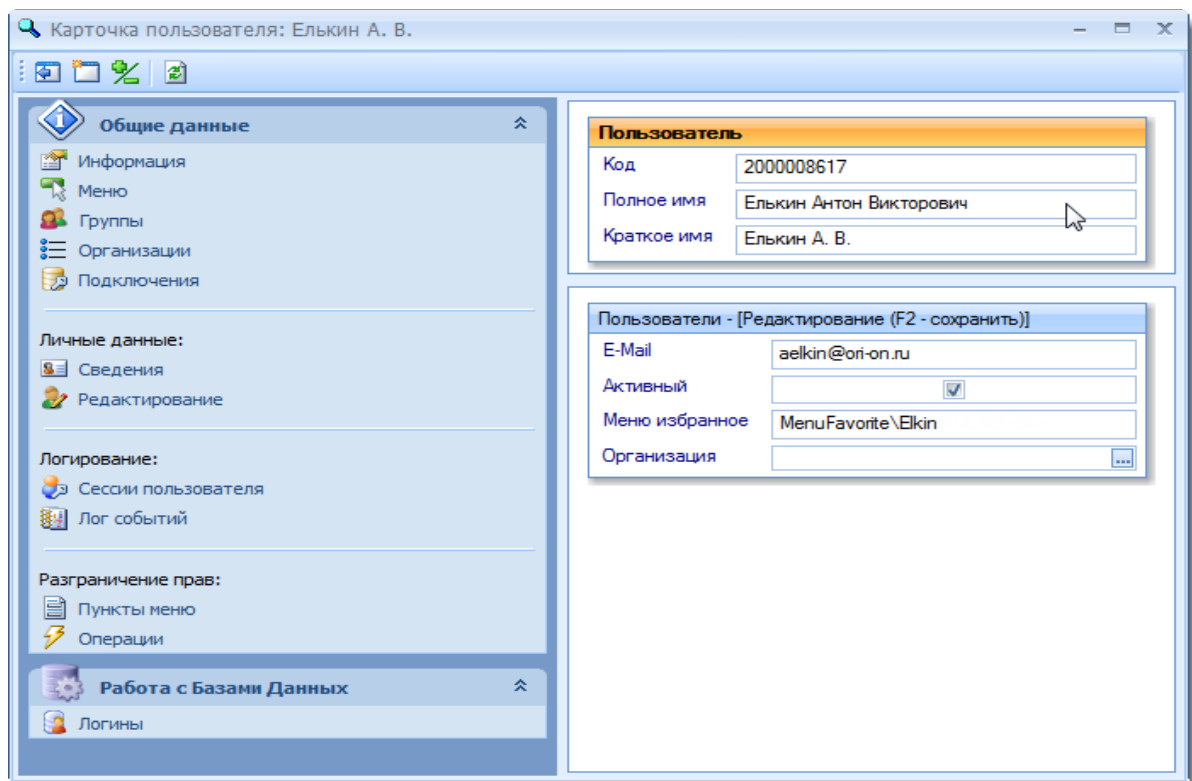 Карточка пользователя: Елькин А. В.
Общие данные
Информация
Меню
Группы
Организации
Подключения
Личные данные:
Сведения
Редактирование
Логирование:
Сессии пользователя
Лог событий
Разграничение прав:
Пункты меню
Операции
Работа с Базами Данных
Логины
Пользователь
Код 2000008617
Полное имя Елькин Антон Викторович
Краткое имя Елькин А. В.
Пользователи - [Редактирование (F2 - сохранить)]
E-Mail aelkin@ori-on.ru
Активный
Меню избранное MenuFavorite\Elkin
Организация ...